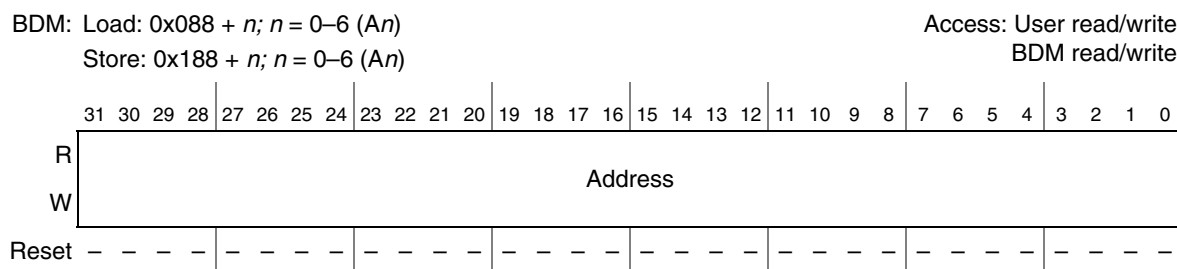 BDM: Load: 0x088 + n; n = 0–6 (An) Access: User read/write
Store: 0x188 + n; n = 0–6 (An) BDM read/write
31 30 29 28 27 26 25 24 23 22 21 20 19 18 17 16 15 14 13 12 11 10 9 8 7 6 5 4 3 2 1 0
R
Address
W
Reset – – – – – – – – – – – – – – – – – – – – – – – – – – – – – – – –